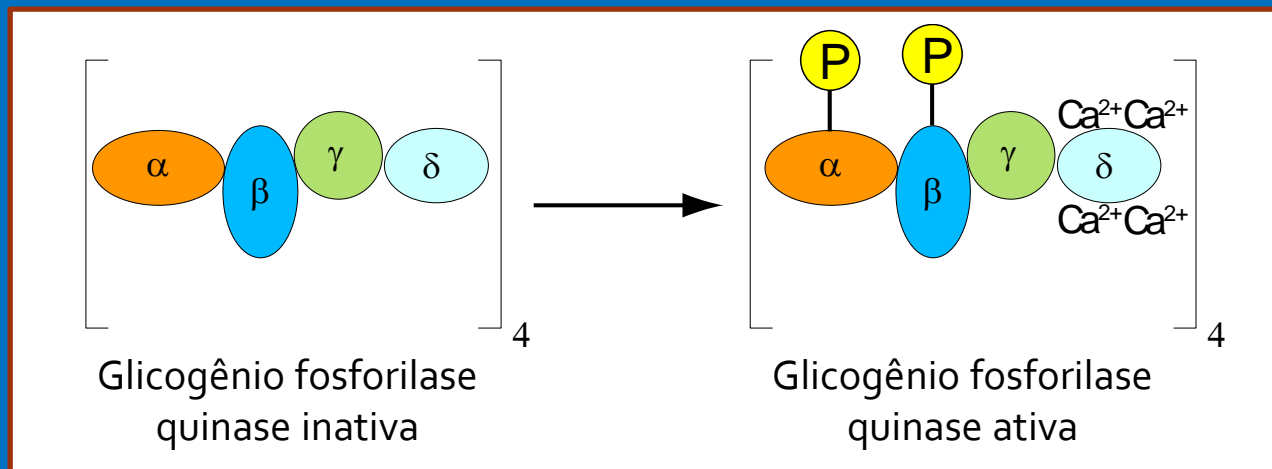 α β γ δ
4
Glicogênio fosforilase
quinase inativa
P P
Ca²⁺Ca²⁺
α β γ δ
Ca²⁺Ca²⁺
4
Glicogênio fosforilase
quinase ativa